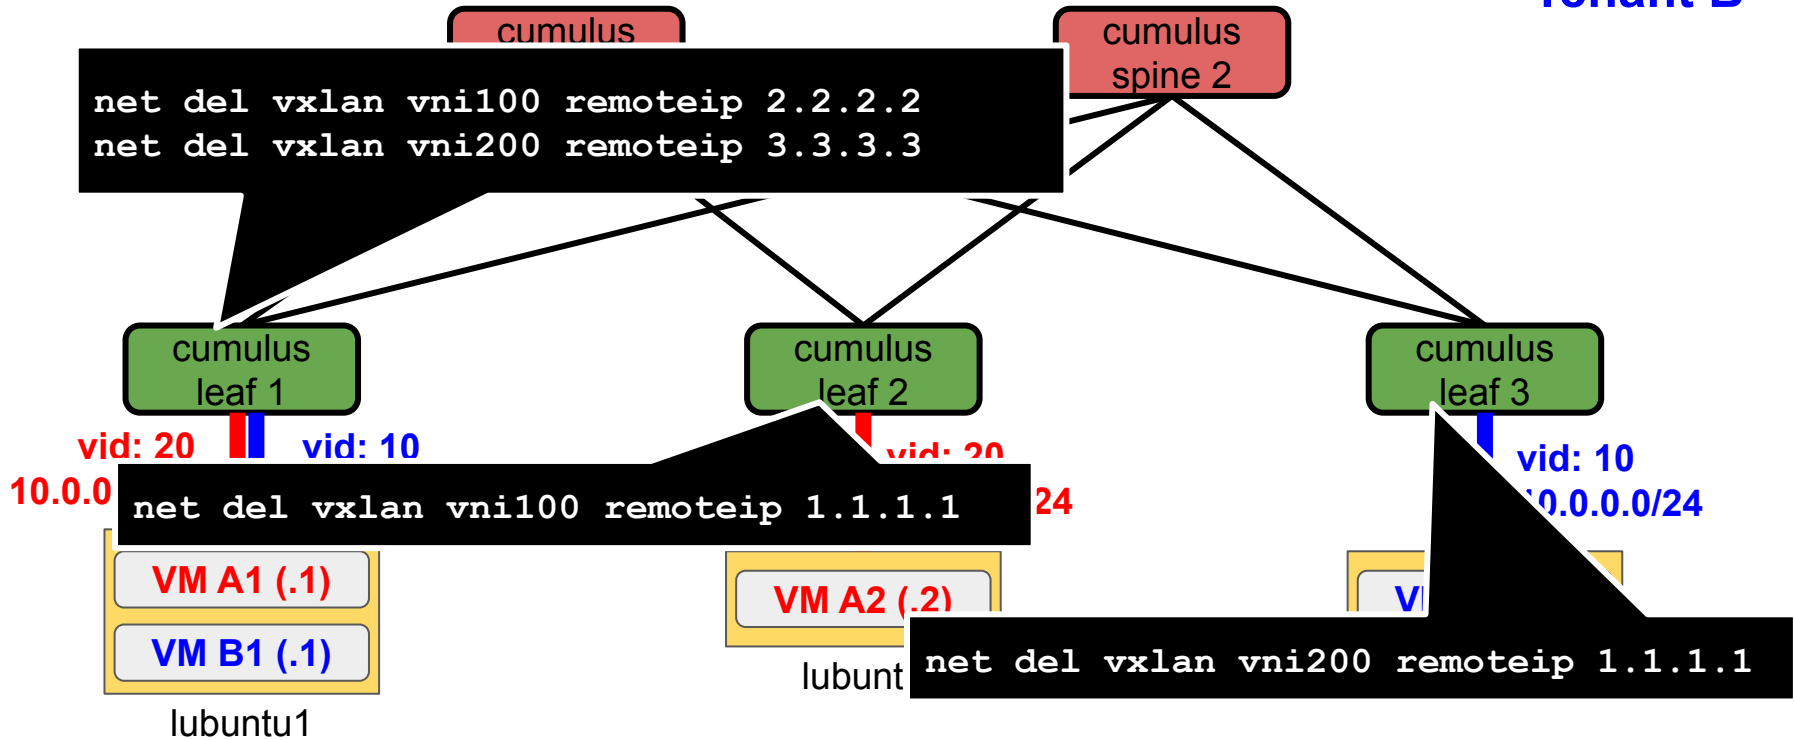 Tenant B
cumulus
cumulus
spine 2
net del vxlan vni100 remoteip 2.2.2.2
net del vxlan vni200 remoteip 3.3.3.3
cumulus
leaf 1
cumulus
leaf 2
cumulus
leaf 3
vid: 20
vid: 10
vid: 20
vid: 10
10.0.0
24
10.0.0.0/24
net del vxlan vni100 remoteip 1.1.1.1
VM A1 (.1)
VM A2 (.2)
VM B1 (.1)
lubunt
net del vxlan vni200 remoteip 1.1.1.1
lubuntu1